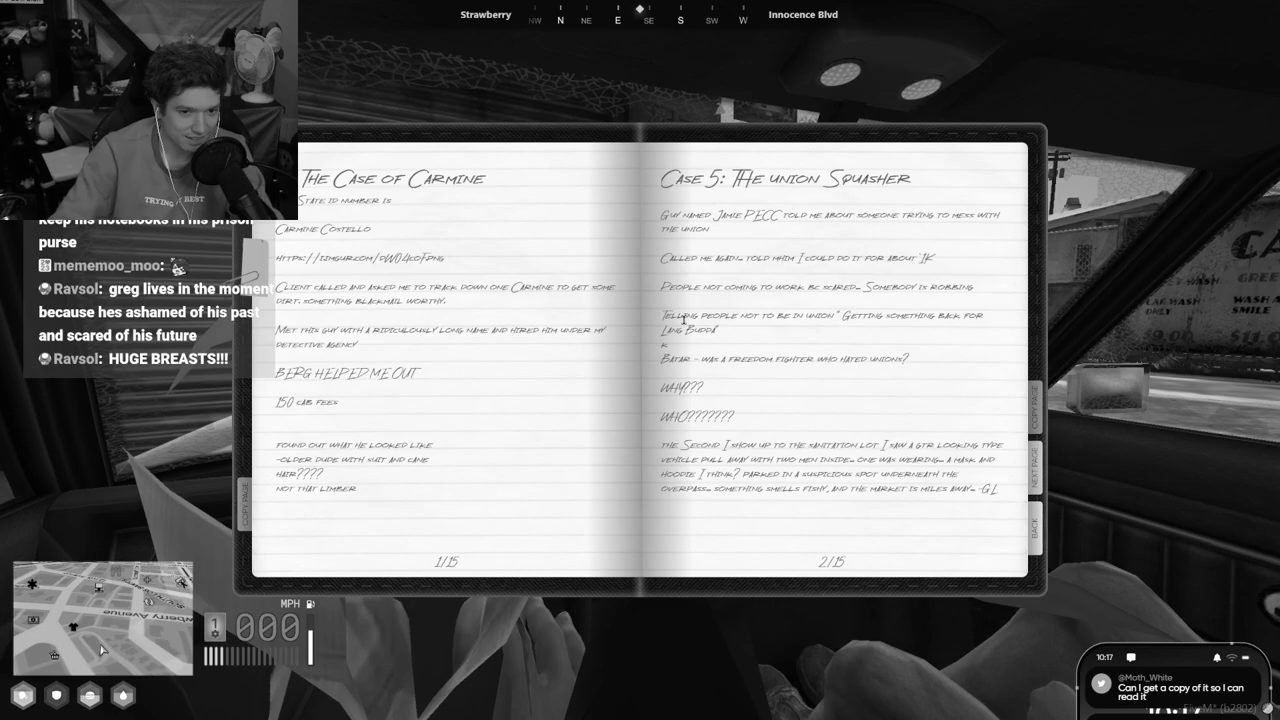 Strawberry
NW N NE E SE S SW W
Innocence Blvd
TRYING BEST
keep his notebooks in his prison
purse
mememoo_moo:
Ravsol: greg lives in the moment
because hes ashamed of his past
and scared of his future
Ravsol: HUGE BREASTS!!!
THE CASE OF CARMINE
STATE ID NUMBER IS
CARMINE COSTELLO
CLIENT CALLED AND ASKED ME TO TRACK DOWN ONE CARMINE TO GET SOME
DIRT. SOMETHING BLACKMAIL WORTHY.
MET THIS GUY WITH A RIDICULOUSLY LONG NAME AND HIRED HIM UNDER MY
DETECTIVE AGENCY
BERG HELPED ME OUT
150 CAB FEES
FOUND OUT WHAT HE LOOKED LIKE
-OLDER DUDE WITH SUIT AND CANE
HAIR????
NOT THAT LIMBER
1/15
COPY PAGE
CASE 5: THE UNION SQUASHER
GUY NAMED JAMIE PECC TOLD ME ABOUT SOMEONE TRYING TO MESS WITH
THE UNION
CALLED ME AGAIN.. TOLD MHIM I COULD DO IT FOR ABOUT 1K
PEOPLE NOT COMING TO WORK BC SCARED... SOMEBODY IS ROBBING
TELLING PEOPLE NOT TO BE IN UNION" GETTING SOMETHING BACK FOR
LANG BUDDA"
K
BATAR - WAS A FREEDOM FIGHTER WHO HATED UNIONS?
WHY???
WHO???????
THE SECOND I SHOW UP TO THE SANITATION LOT I SAW A GTR LOOKING TYPE
VEHICLE PULL AWAY WITH TWO MEN INSIDE.. ONE WAS WEARING.. A MASK AND
HOODIE I THINK? PARKED IN A SUSPICIOUS SPOT UNDERNEATH THE
OVERPASS... SOMETHING SMELLS FISHY, AND THE MARKET IS MILES AWAY... -GL
2/15
COPY PAGE
NEXT PAGE
BACK
MPH
1
000
10:17
@Moth_White
Can I get a copy of it so I can
read it
FiveM* (b2802)